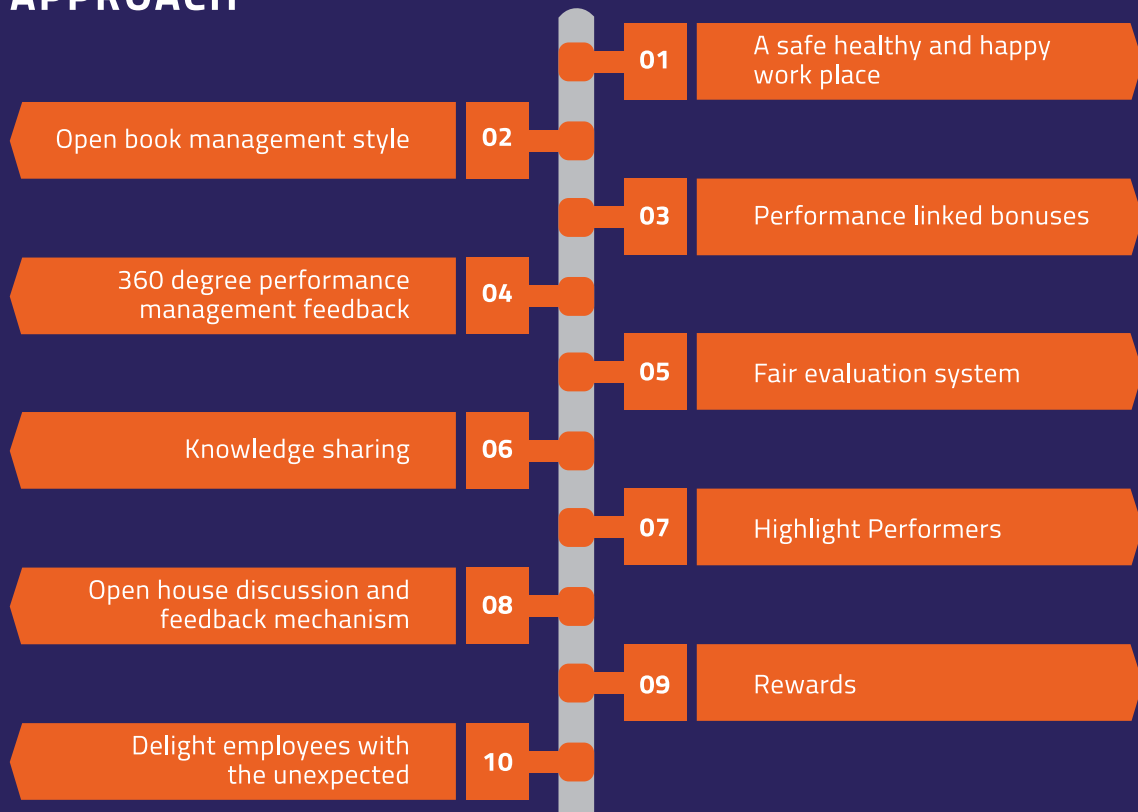 APPROACH
01
A safe healthy and happy
work place
02
Open book management style
03
Performance linked bonuses
04
360 degree performance
management feedback
05
Fair evaluation system
06
Knowledge sharing
07
Highlight Performers
08
Open house discussion and
feedback mechanism
09
Rewards
10
Delight employees with
the unexpected